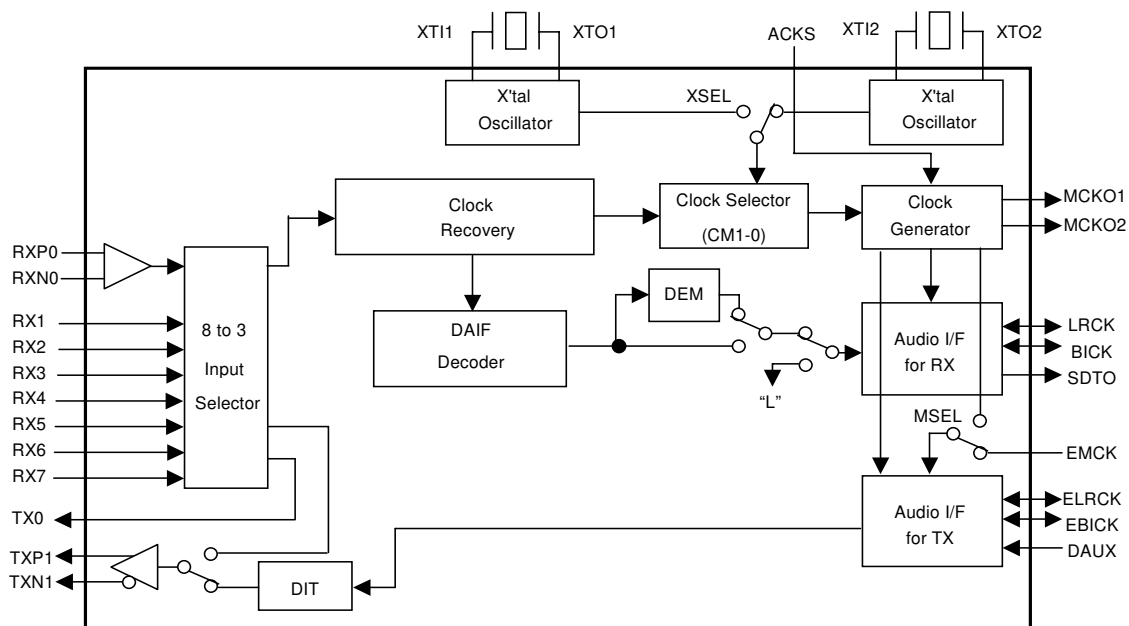 XTI1
XTO1
ACKS
XTI2
XTO2
X'tal
Oscillator
XSEL
X'tal
Oscillator
Clock
Recovery
Clock Selector
(CM1-0)
Clock
Generator
MCKO1
MCKO2
RXP0
RXN0
RX1
RX2
RX3
RX4
RX5
RX6
RX7
8 to 3
Input
Selector
DAIF
Decoder
DEM
“L”
Audio I/F
for RX
LRCK
BICK
SDTO
MSEL
EMCK
TX0
TXP1
TXN1
DIT
Audio I/F
for TX
ELRCK
EBICK
DAUX